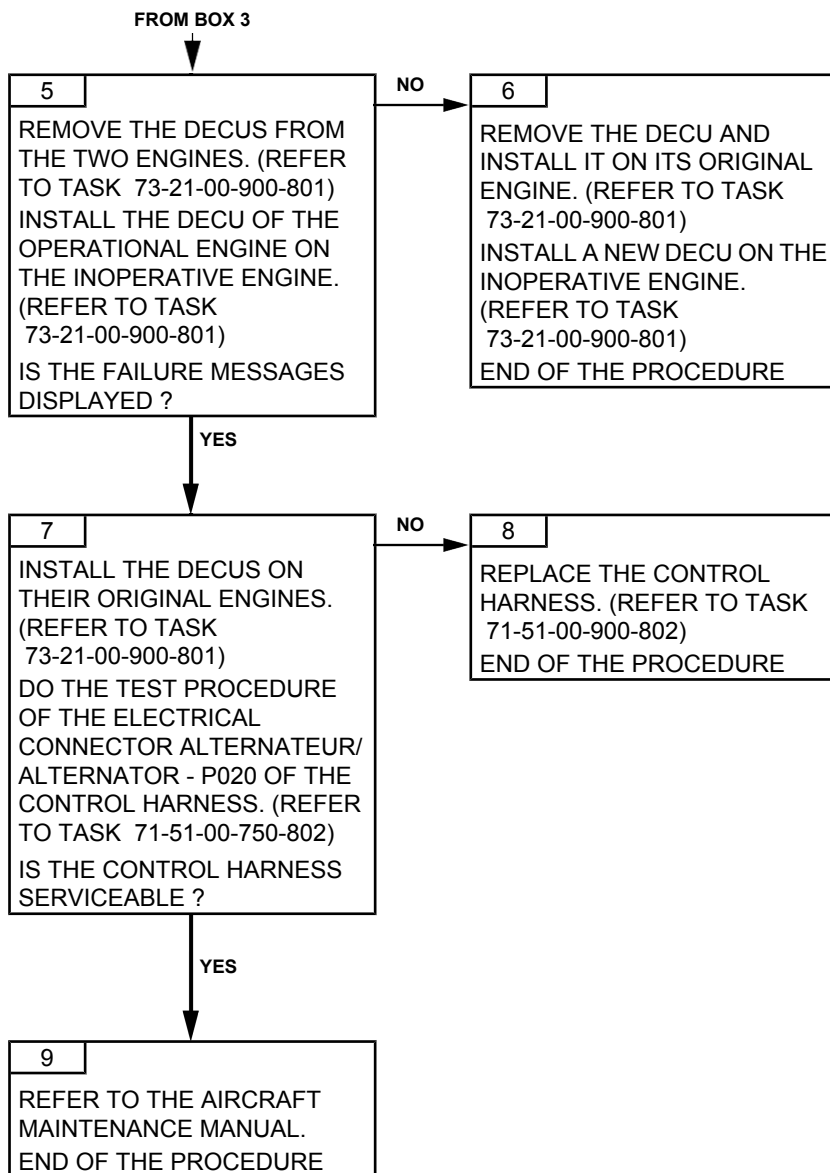 FROM BOX 3
5
REMOVE THE DECUS FROM
THE TWO ENGINES. (REFER
TO TASK 73-21-00-900-801)
INSTALL THE DECU OF THE
OPERATIONAL ENGINE ON
THE INOPERATIVE ENGINE.
(REFER TO TASK
73-21-00-900-801)
IS THE FAILURE MESSAGES
DISPLAYED ?
NO
6
REMOVE THE DECU AND
INSTALL IT ON ITS ORIGINAL
ENGINE. (REFER TO TASK
73-21-00-900-801)
INSTALL A NEW DECU ON THE
INOPERATIVE ENGINE.
(REFER TO TASK
73-21-00-900-801)
END OF THE PROCEDURE
YES
7
INSTALL THE DECUS ON
THEIR ORIGINAL ENGINES.
(REFER TO TASK
73-21-00-900-801)
DO THE TEST PROCEDURE
OF THE ELECTRICAL
CONNECTOR ALTERNATEUR/
ALTERNATOR - P020 OF THE
CONTROL HARNESS. (REFER
TO TASK 71-51-00-750-802)
IS THE CONTROL HARNESS
SERVICEABLE ?
NO
8
REPLACE THE CONTROL
HARNESS. (REFER TO TASK
71-51-00-900-802)
END OF THE PROCEDURE
YES
9
REFER TO THE AIRCRAFT
MAINTENANCE MANUAL.
END OF THE PROCEDURE